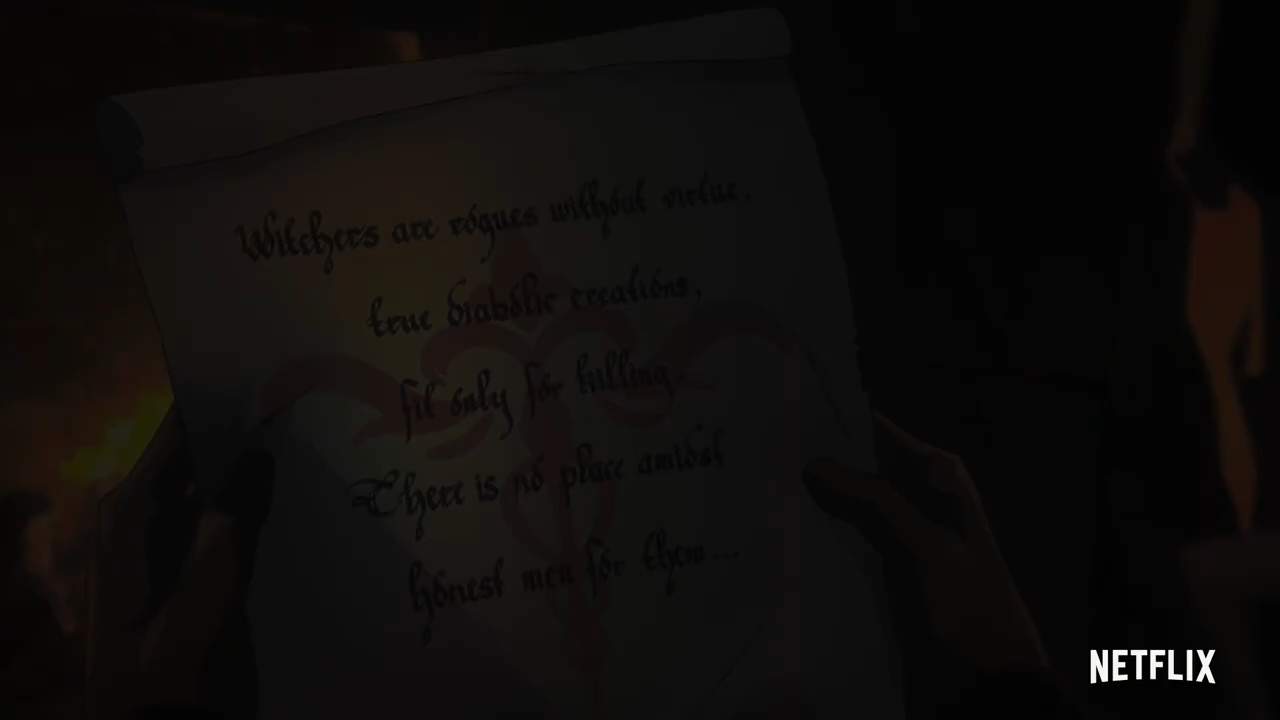 Witchers are rogues without virtue,
true diabolic creations,
fit only for killing.
There is no place amidst
honest men for them...
NETFLIX